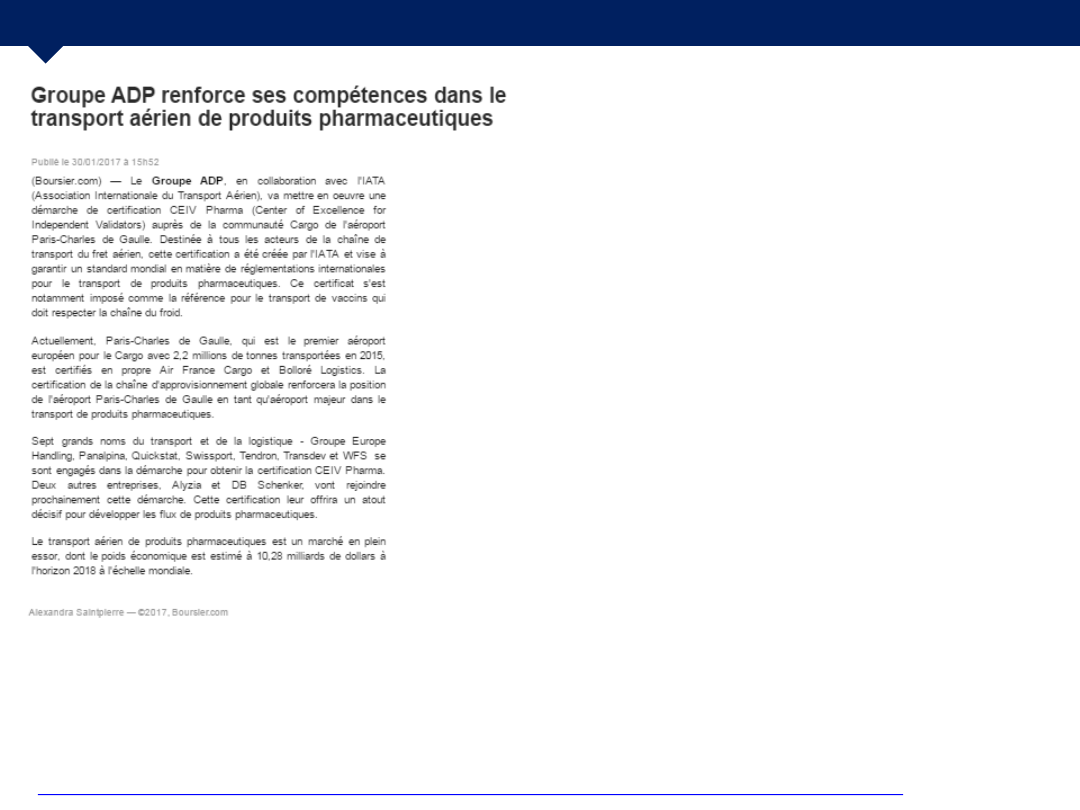 Groupe ADP renforce ses compétences dans le
transport aérien de produits pharmaceutiques
Publié le 30/01/2017 à 15h52
(Boursier.com) — Le Groupe ADP, en collaboration avec l'IATA
(Association Internationale du Transport Aérien), va mettre en oeuvre une
démarche de certification CEIV Pharma (Center of Excellence for
Independent Validators) auprès de la communauté Cargo de l'aéroport
Paris-Charles de Gaulle. Destinée à tous les acteurs de la chaîne de
transport du fret aérien, cette certification a été créée par l'IATA et vise à
garantir un standard mondial en matière de réglementations internationales
pour le transport de produits pharmaceutiques. Ce certificat s'est
notamment imposé comme la référence pour le transport de vaccins qui
doit respecter la chaîne du froid.
Actuellement, Paris-Charles de Gaulle, qui est le premier aéroport
européen pour le Cargo avec 2,2 millions de tonnes transportées en 2015,
est certifiés en propre Air France Cargo et Bolloré Logistics. La
certification de la chaîne d'approvisionnement globale renforcera la position
de l'aéroport Paris-Charles de Gaulle en tant qu'aéroport majeur dans le
transport de produits pharmaceutiques.
Sept grands noms du transport et de la logistique - Groupe Europe
Handling, Panalpina, Quickstat, Swissport, Tendron, Transdev et WFS se
sont engagés dans la démarche pour obtenir la certification CEIV Pharma.
Deux autres entreprises, Alyzia et DB Schenker, vont rejoindre
prochainement cette démarche. Cette certification leur offrira un atout
décisif pour développer les flux de produits pharmaceutiques.
Le transport aérien de produits pharmaceutiques est un marché en plein
essor, dont le poids économique est estimé à 10,28 milliards de dollars à
l'horizon 2018 à l'échelle mondiale.
Alexandra Saintpierre — ©2017, Boursier.com